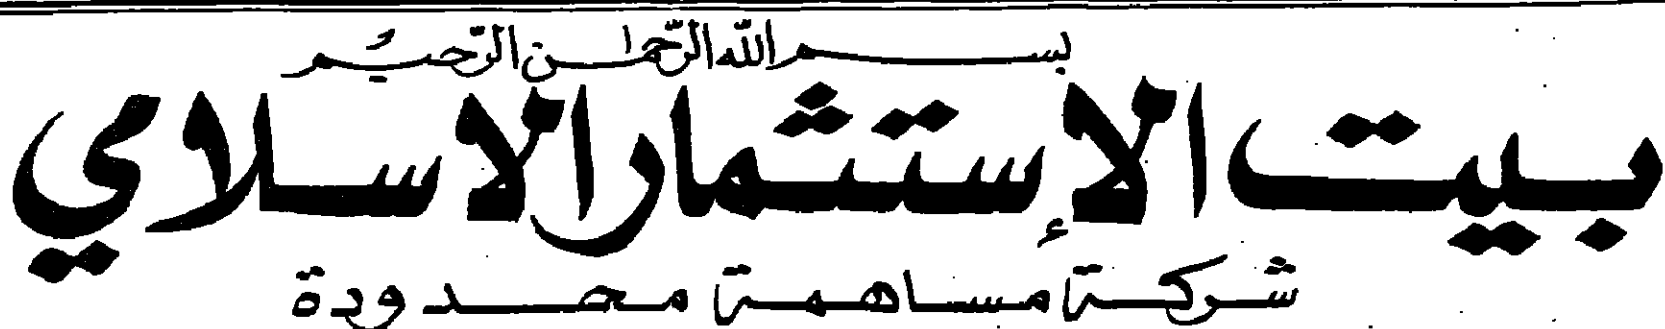 بسم الله الرحمن الرحيم
بيت الإستثمار الاسلامي
شركة مساهمة محدودة